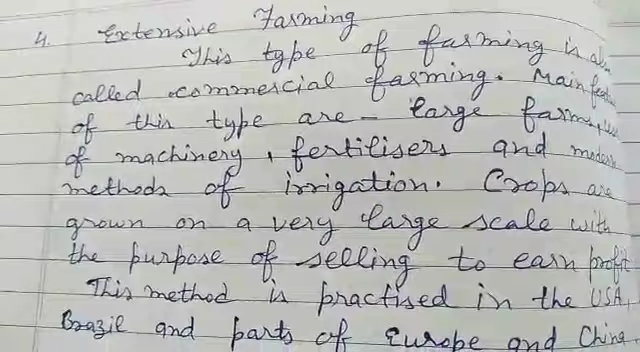 4. Extensive Farming
This type of farming is also
called commercial farming. Main
of this type are - large farms, use
of machinery, fertilisers and modern
methods of irrigation. Crops are
grown on a very large scale with
the purpose of selling to earn profit
This method is practised in the USA,
Brazil and parts of Europe and China.